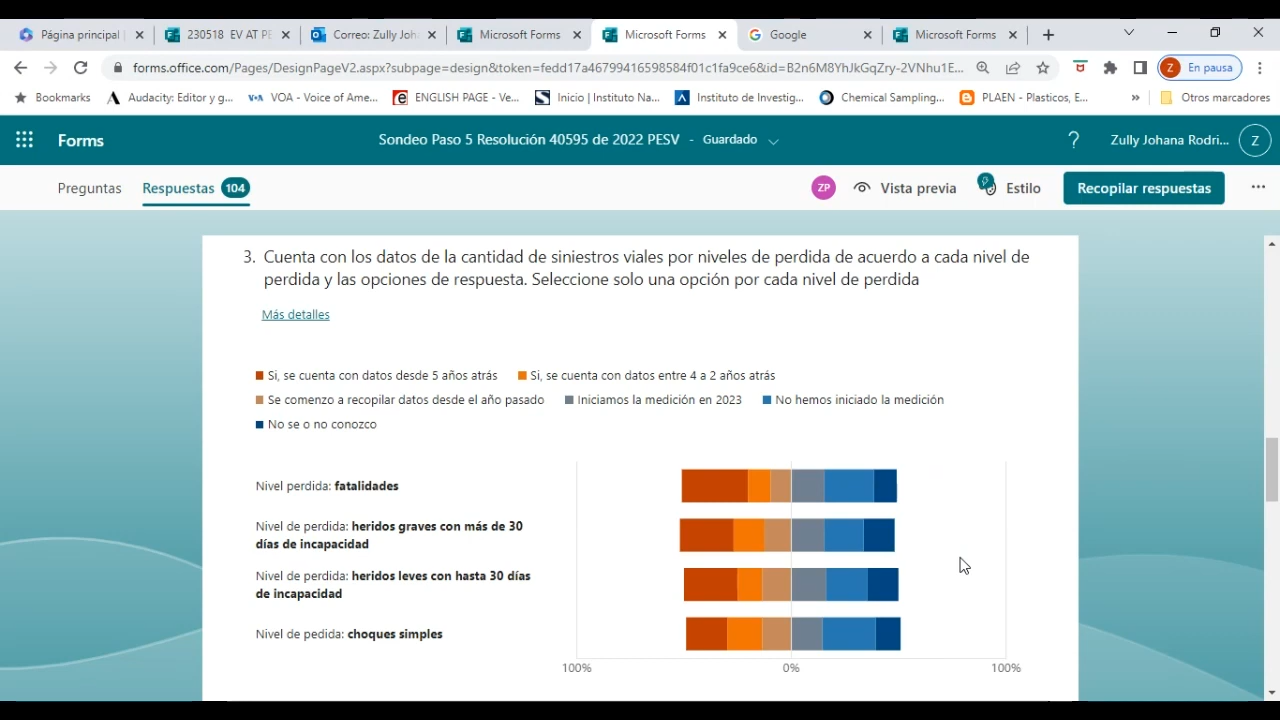 Página principal
230518 EV AT PE
Correo: Zully Joh
Microsoft Forms
Microsoft Forms
Google
Microsoft Forms
forms.office.com/Pages/DesignPageV2.aspx?subpage=design&token=fedd17a46799416598584f01c1fa9ce6&id=B2n6M8YhJkGqZry-2VNhu1E...
Z
En pausa
Bookmarks
Audacity: Editor y g...
VOA - Voice of Ame...
ENGLISH PAGE - Ve...
Inicio | Instituto Na...
Instituto de Investig...
Chemical Sampling...
PLAEN - Plasticos, E...
»
Otros marcadores
Forms
Sondeo Paso 5 Resolución 40595 de 2022 PESV - Guardado
?
Zully Johana Rodri...
Z
Preguntas
Respuestas 104
ZP
Vista previa
Estilo
Recopilar respuestas
3. Cuenta con los datos de la cantidad de siniestros viales por niveles de perdida de acuerdo a cada nivel de
perdida y las opciones de respuesta. Seleccione solo una opción por cada nivel de perdida
Más detalles
Si, se cuenta con datos desde 5 años atrás
Si, se cuenta con datos entre 4 a 2 años atrás
Se comenzo a recopilar datos desde el año pasado
Iniciamos la medición en 2023
No hemos iniciado la medición
No se o no conozco
Nivel perdida: fatalidades
Nivel de perdida: heridos graves con más de 30
días de incapacidad
Nivel de perdida: heridos leves con hasta 30 días
de incapacidad
Nivel de pedida: choques simples
100%
0%
100%